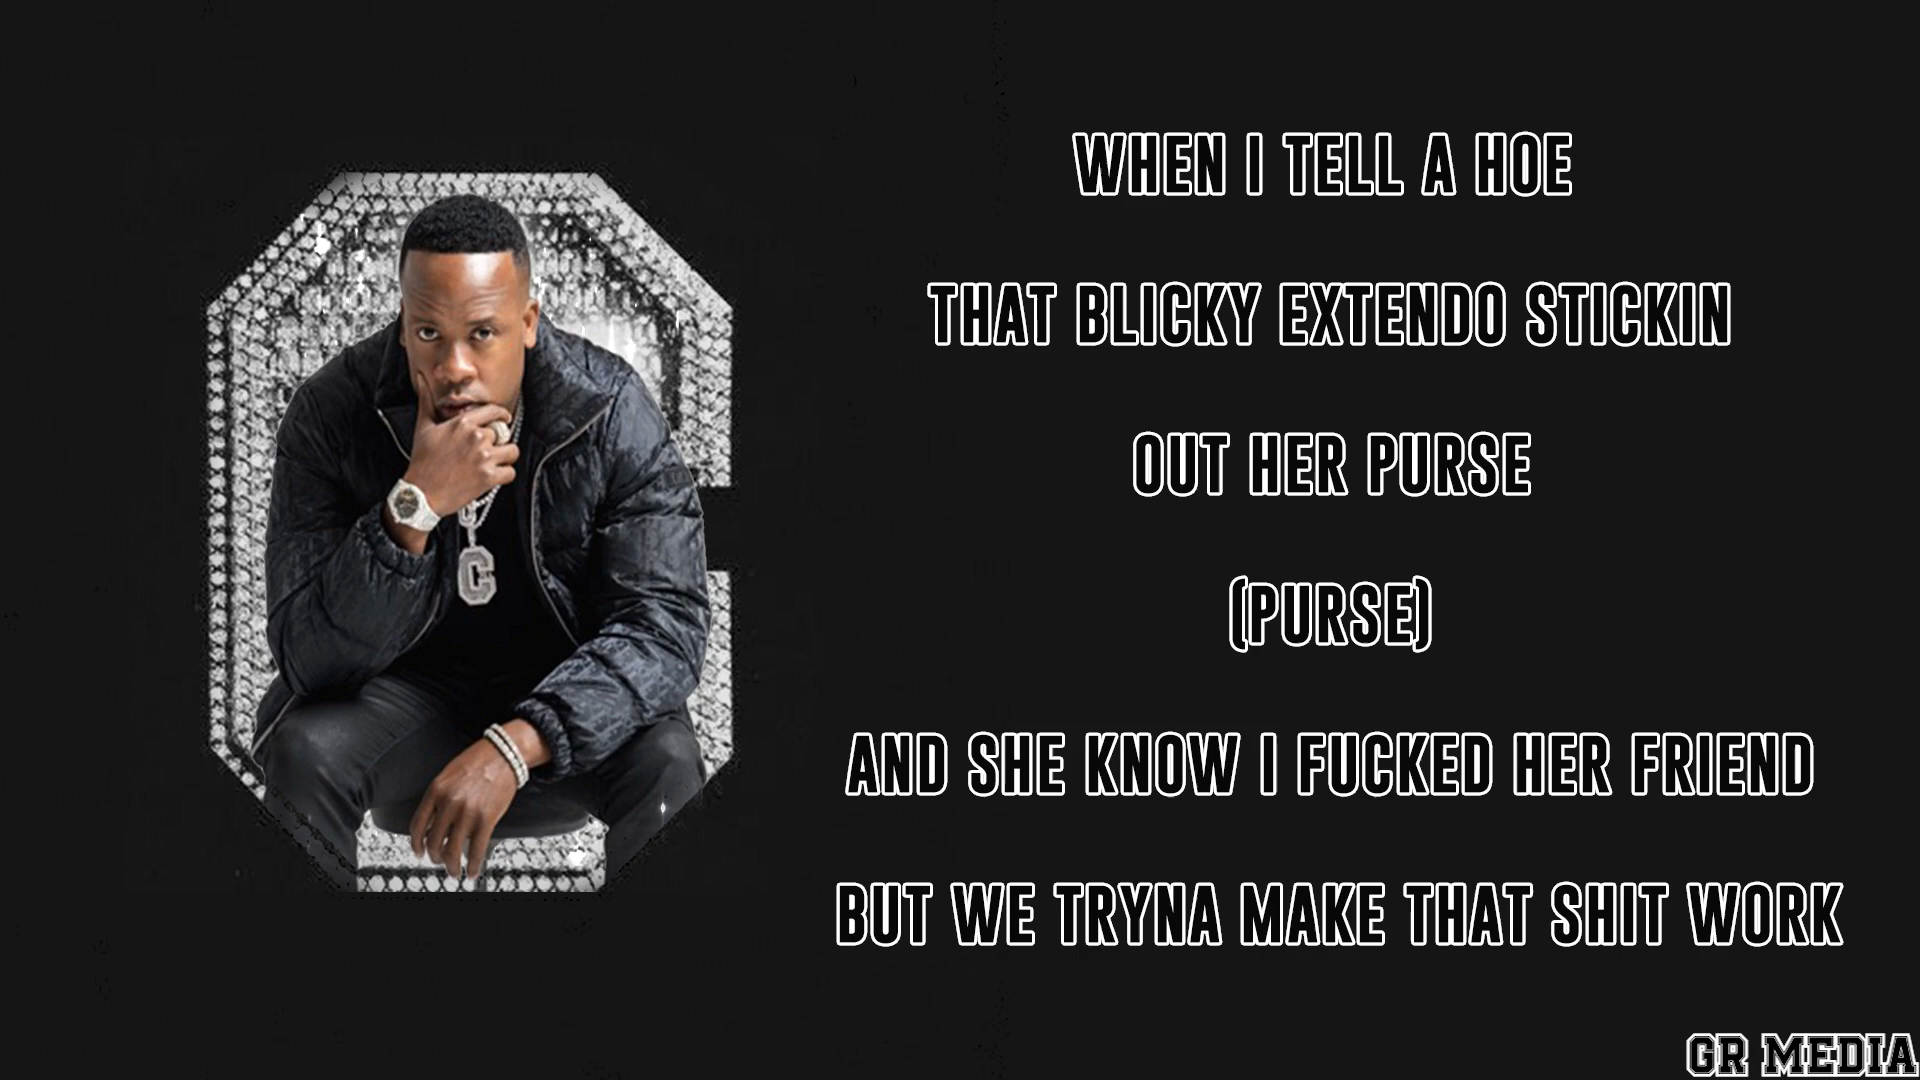 WHEN I TELL A HOE
THAT BLICKY EXTENDO STICKIN
OUT HER PURSE
(PURSE)
AND SHE KNOW I FUCKED HER FRIEND
BUT WE TRYNA MAKE THAT SHIT WORK
C
GR MEDIA